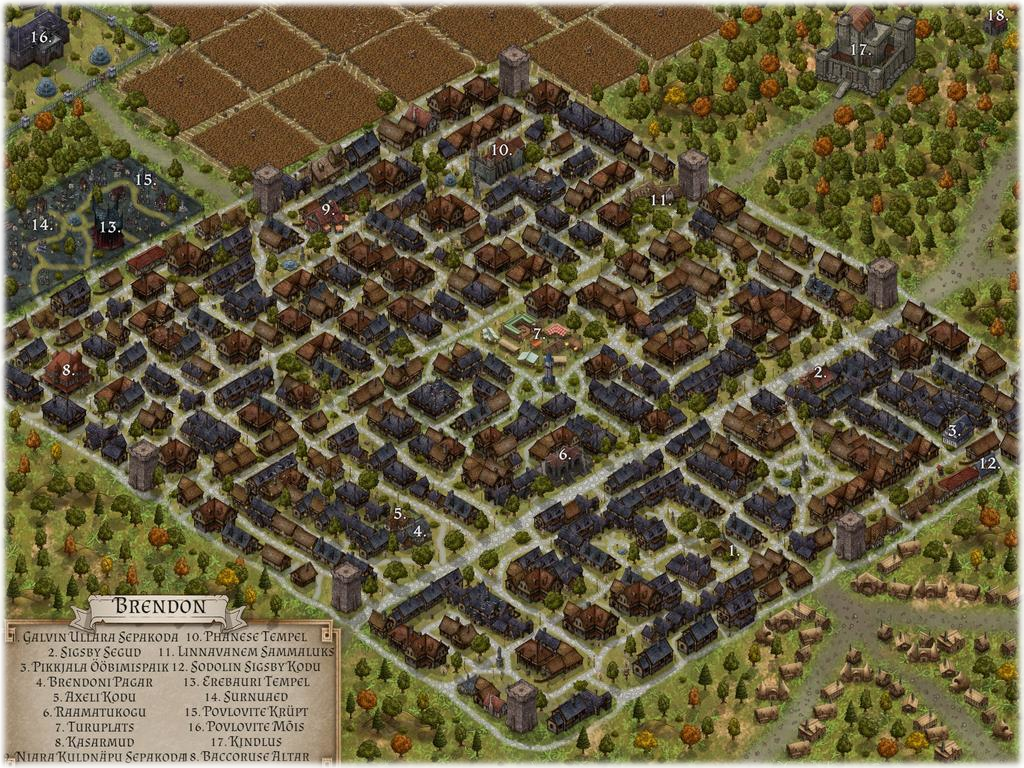 16.
17.
18.
10.
15.
11.
9.
14.
13.
7.
8.
2.
3.
6.
12.
5.
4.
1.
BRENDON
1. GALVIN ULLARA SEPAKODA 10. PHANESE TEMPEL
2. SIGSBY SEGUD 11. LINNAVANEM SAMMALUKS
3. PIKKJALA ÖÖBIMISPAIK 12. SODOLIN SIGSBY KODU
4. BRENDONI PAGAR 13. EREBAURI TEMPEL
5. AXELI KODU 14. SURNUAED
6. RAAMATUKOGU 15. POVLOVITE KRÜPT
7. TURUPLATS 16. POVLOVITE MÕIS
8. KASARMUD 17. KINDLUS
9. NIARA KULDNÄPU SEPAKODA 18. BACCORUSE ALTAR